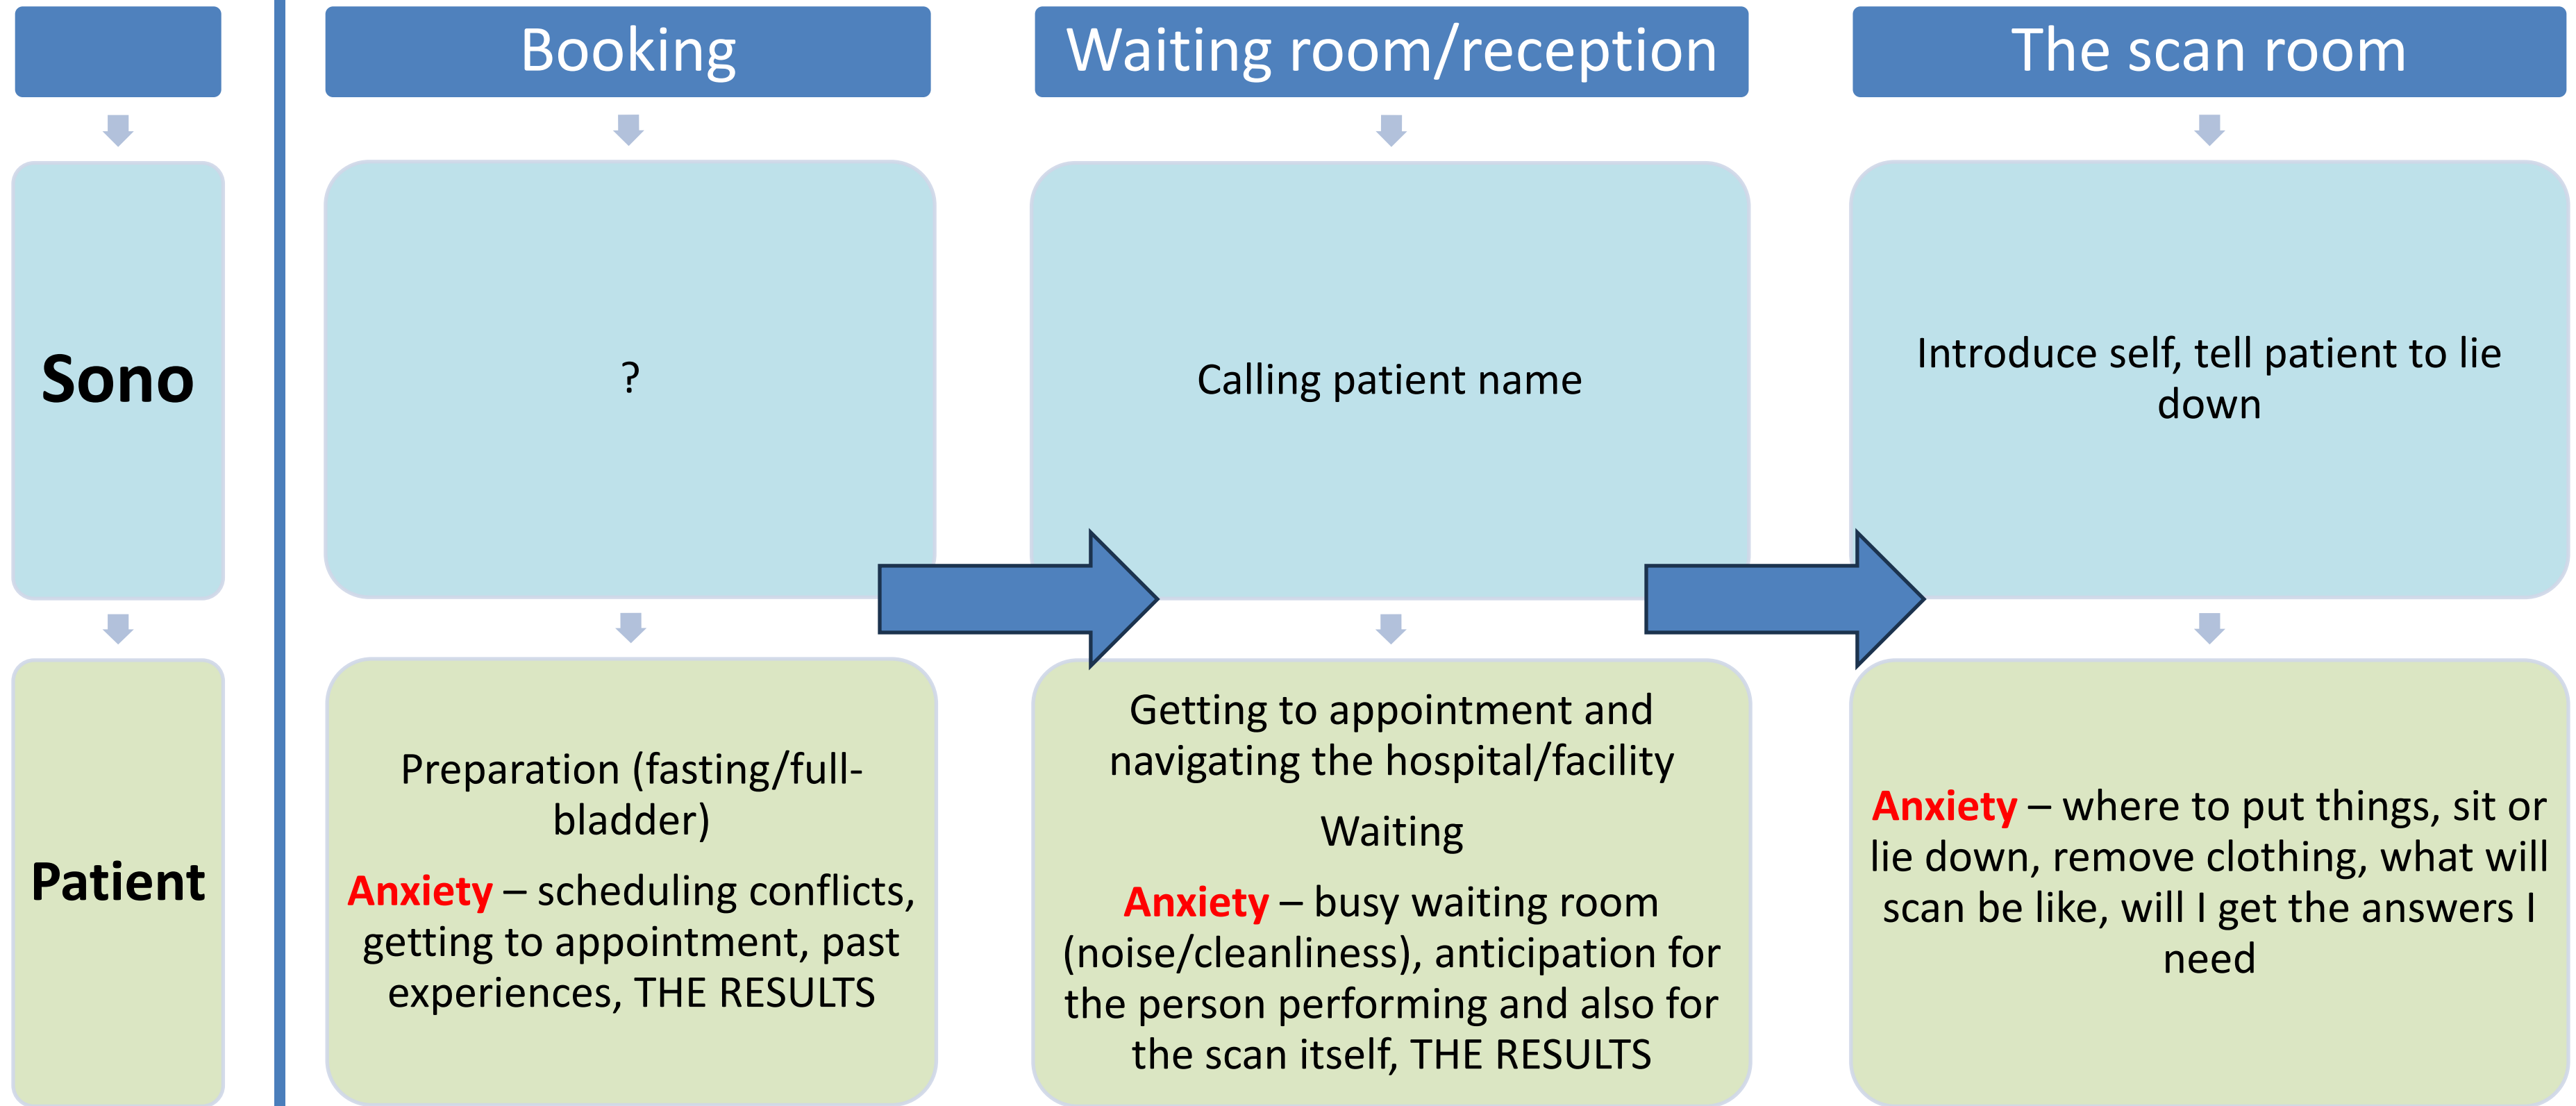 Booking
Waiting room/reception
The scan room
Sono
?
Calling patient name
Introduce self, tell patient to lie
down
Patient
Preparation (fasting/full-
bladder)
Anxiety – scheduling conflicts,
getting to appointment, past
experiences, THE RESULTS
Getting to appointment and
navigating the hospital/facility
Waiting
Anxiety – busy waiting room
(noise/cleanliness), anticipation for
the person performing and also for
the scan itself, THE RESULTS
Anxiety – where to put things, sit or
lie down, remove clothing, what will
scan be like, will I get the answers I
need